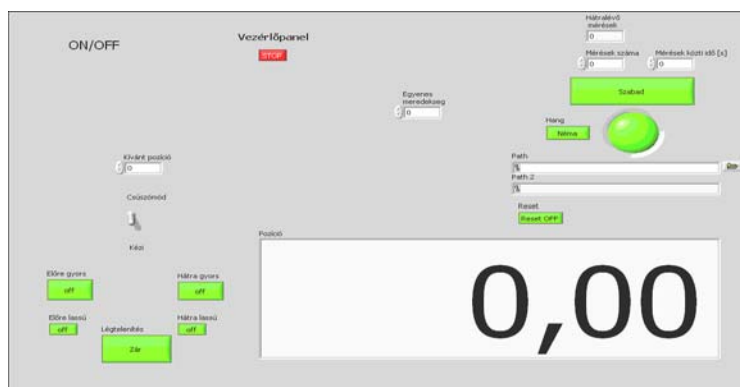 ON/OFF
Vezérlőpanel
STOP
Hátralévő
mérések
0
Mérések száma
0
Mérések közti idő [s]
0
Szabad
Egyenes
meredekség
0
Hang
Néma
Kívánt pozíció
0
Path
Path 2
Csúszómód
Reset
Reset OFF
Kézi
Pozíció
0,00
Előre gyors
off
Hátra gyors
off
Előre lassú
off
Hátra lassú
off
Légtelenítés
Zár